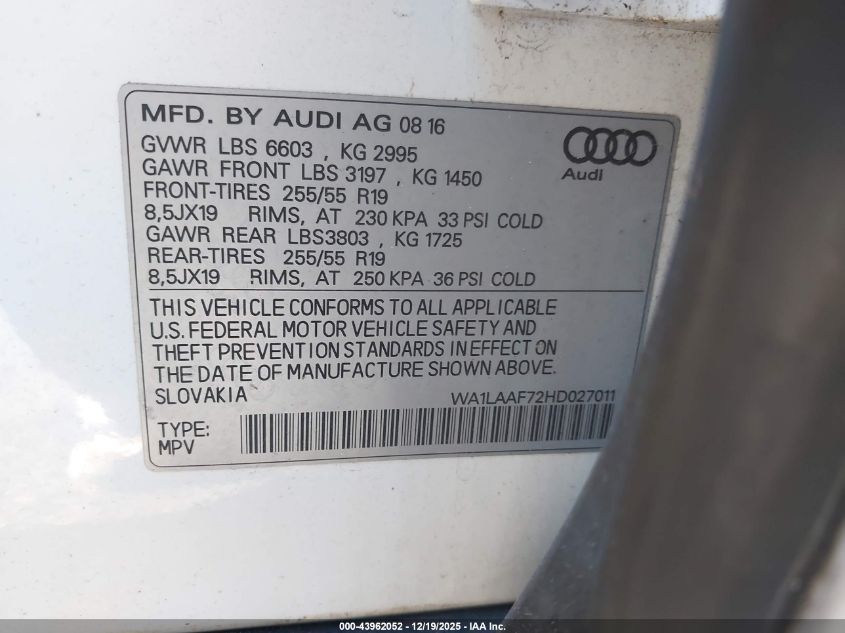 MFD. BY AUDI AG 08 16
GVWR LBS 6603 , KG 2995
GAWR FRONT LBS 3197 , KG 1450
FRONT-TIRES 255/55 R19
8,5JX19 RIMS, AT 230 KPA 33 PSI COLD
GAWR REAR LBS3803 , KG 1725
REAR-TIRES 255/55 R19
8,5JX19 RIMS, AT 250 KPA 36 PSI COLD
Audi
THIS VEHICLE CONFORMS TO ALL APPLICABLE
U.S. FEDERAL MOTOR VEHICLE SAFETY AND
THEFT PREVENTION STANDARDS IN EFFECT ON
THE DATE OF MANUFACTURE SHOWN ABOVE.
SLOVAKIA WA1LAAF72HD027011
TYPE:
MPV
000-43962052 - 12/19/2025 - IAA Inc.